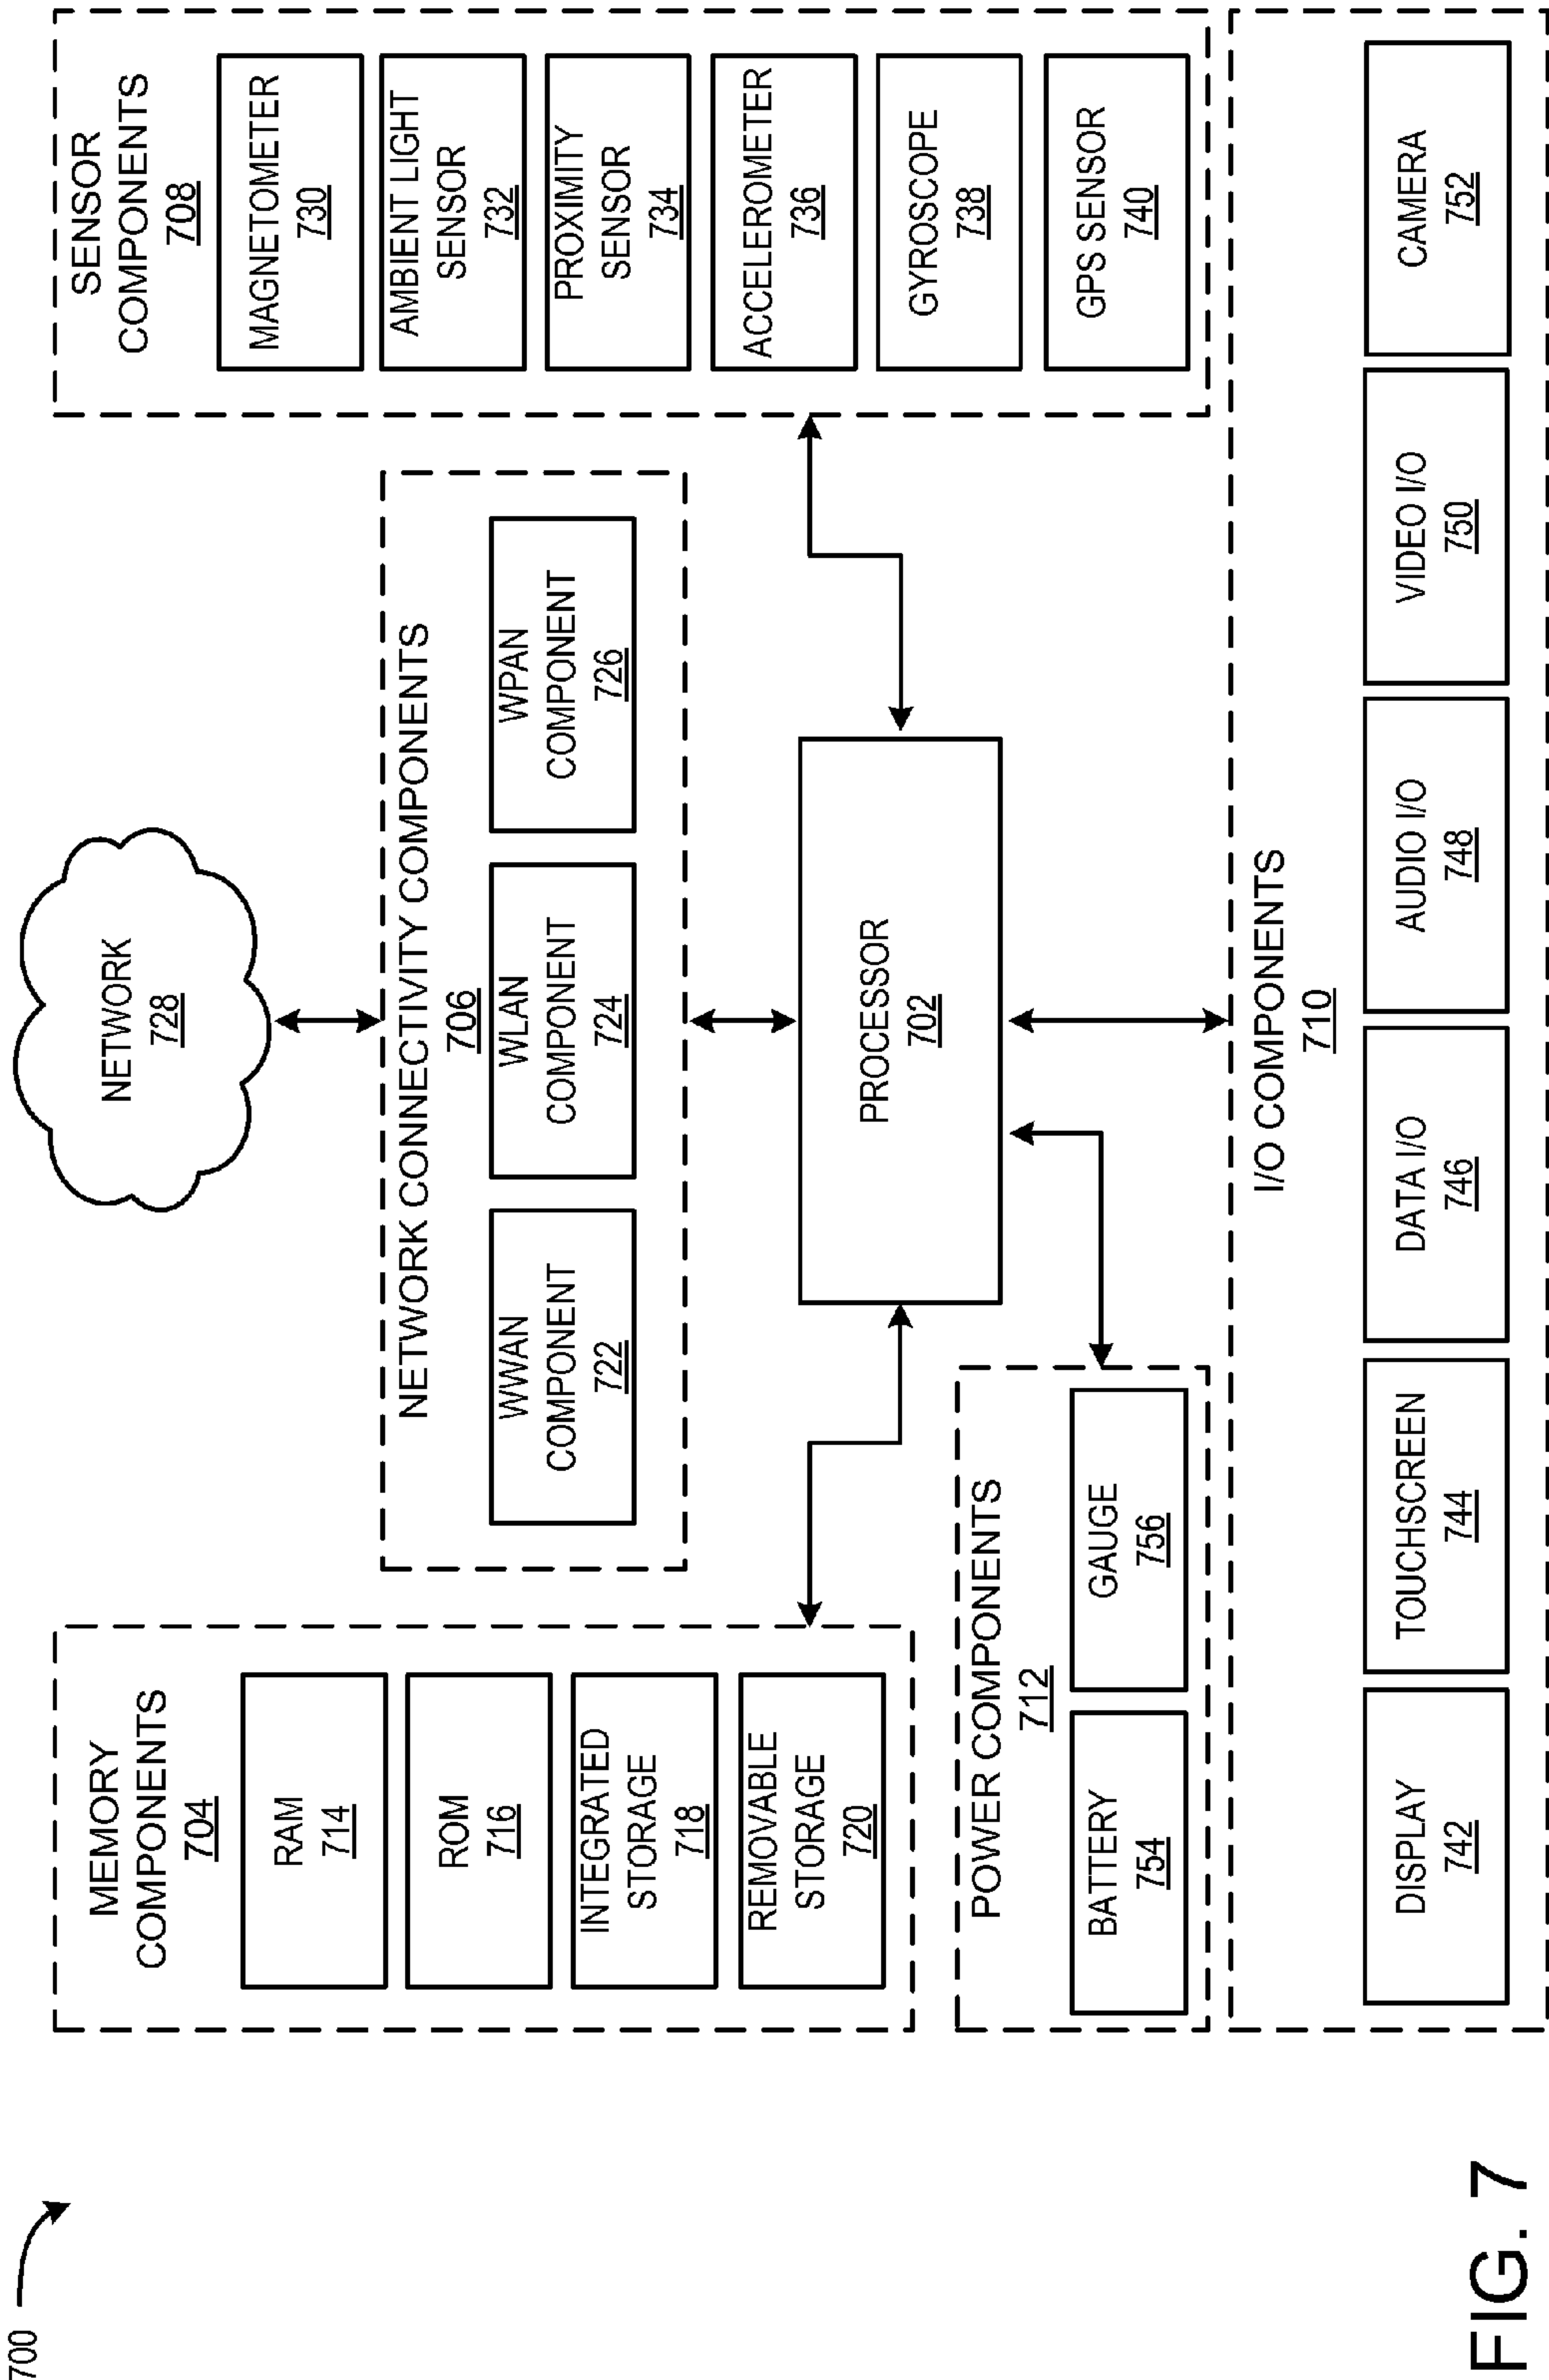 700
NETWORK
728
MEMORY
COMPONENTS
704
RAM
714
ROM
716
INTEGRATED
STORAGE
718
REMOVABLE
STORAGE
720
NETWORK CONNECTIVITY COMPONENTS
706
WWAN
COMPONENT
722
WLAN
COMPONENT
724
WPAN
COMPONENT
726
SENSOR
COMPONENTS
708
MAGNETOMETER
730
AMBIENT LIGHT
SENSOR
732
PROXIMITY
SENSOR
734
ACCELEROMETER
736
GYROSCOPE
738
GPS SENSOR
740
PROCESSOR
702
POWER COMPONENTS
712
BATTERY
754
GAUGE
756
I/O COMPONENTS
710
DISPLAY
742
TOUCHSCREEN
744
DATA I/O
746
AUDIO I/O
748
VIDEO I/O
750
CAMERA
752
FIG. 7